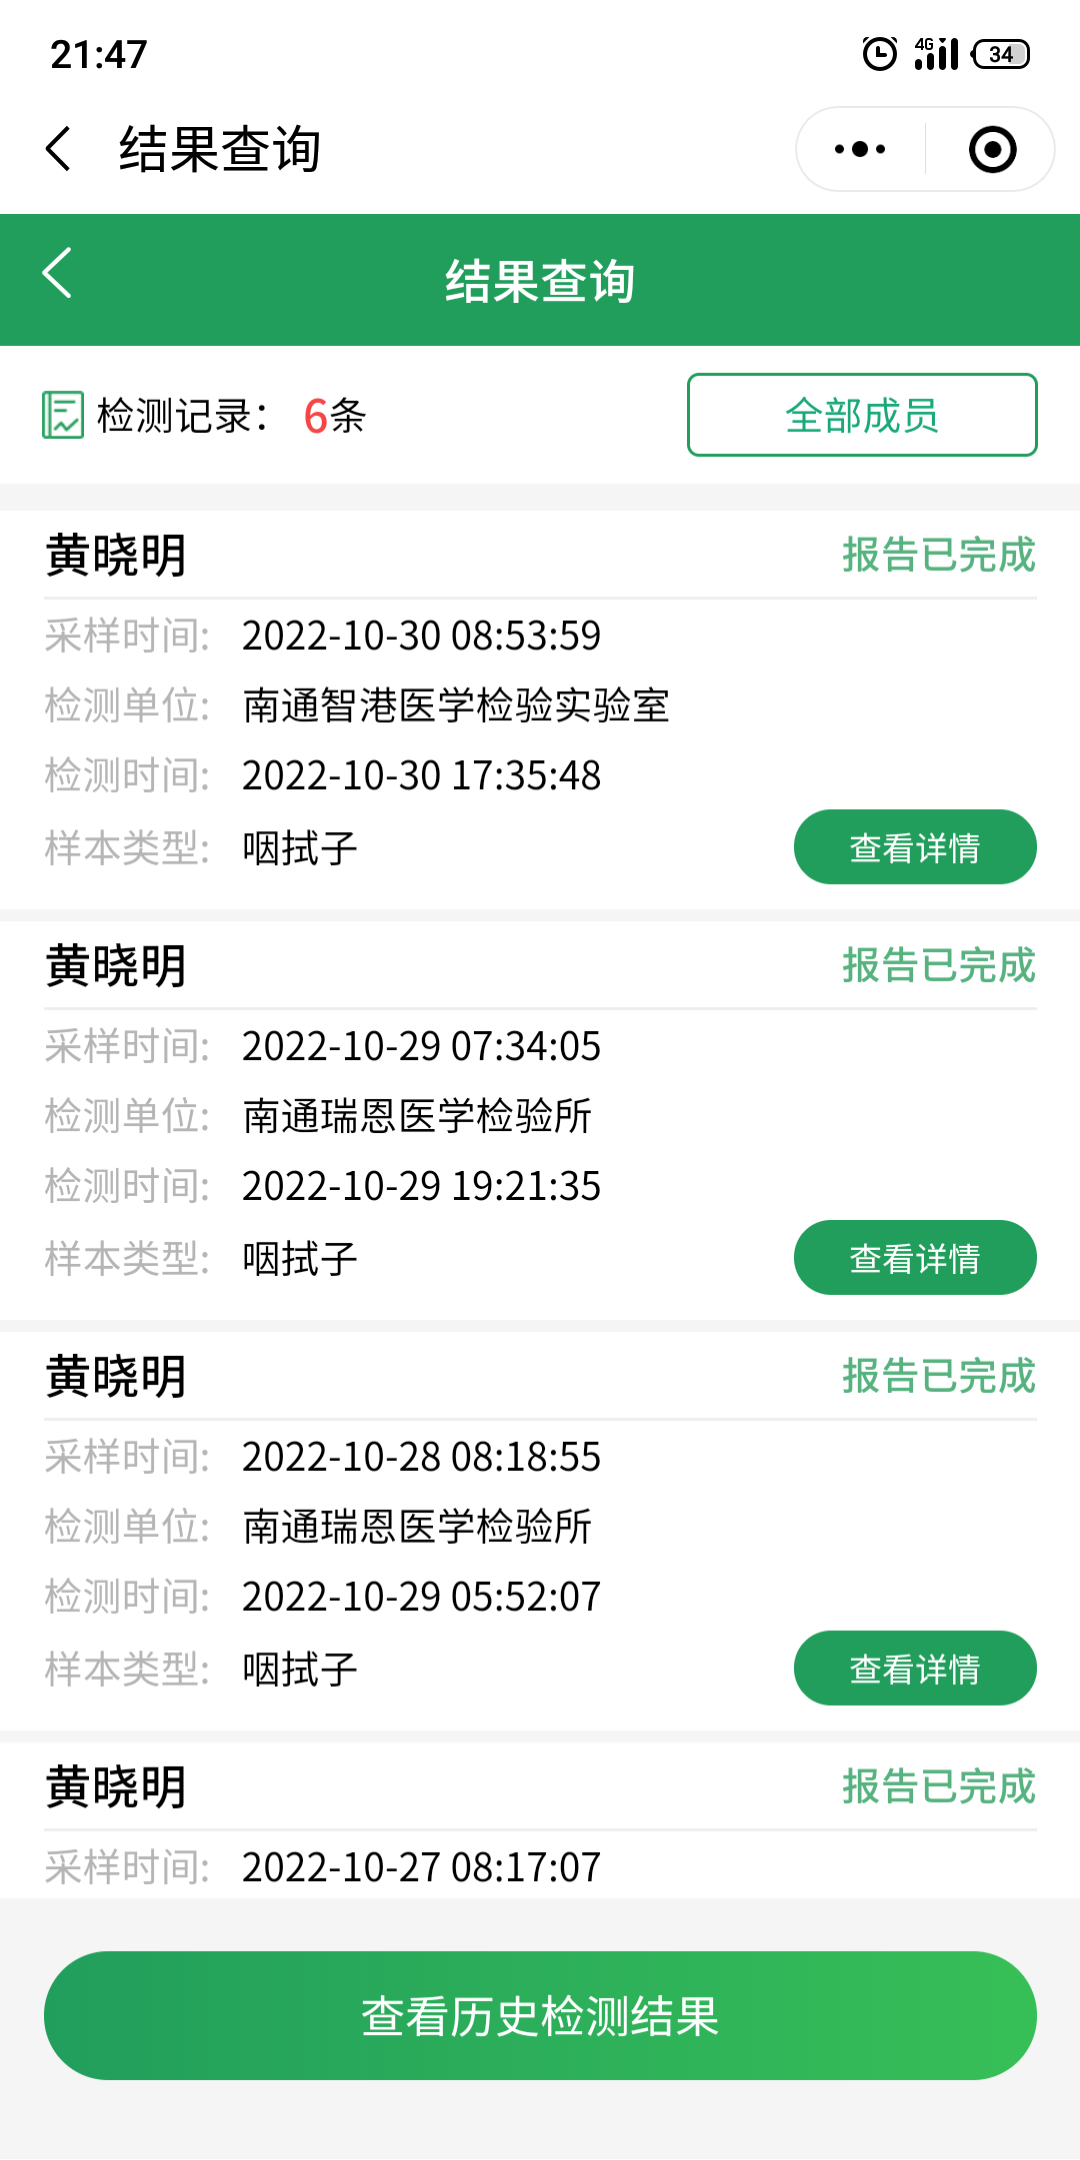 21:47
4G
34
结果查询
结果查询
检测记录： 6条
全部成员
黄晓明
报告已完成
采样时间: 2022-10-30 08:53:59
检测单位: 南通智港医学检验实验室
检测时间: 2022-10-30 17:35:48
样本类型: 咽拭子
查看详情
黄晓明
报告已完成
采样时间: 2022-10-29 07:34:05
检测单位: 南通瑞恩医学检验所
检测时间: 2022-10-29 19:21:35
样本类型: 咽拭子
查看详情
黄晓明
报告已完成
采样时间: 2022-10-28 08:18:55
检测单位: 南通瑞恩医学检验所
检测时间: 2022-10-29 05:52:07
样本类型: 咽拭子
查看详情
黄晓明
报告已完成
采样时间: 2022-10-27 08:17:07
查看历史检测结果